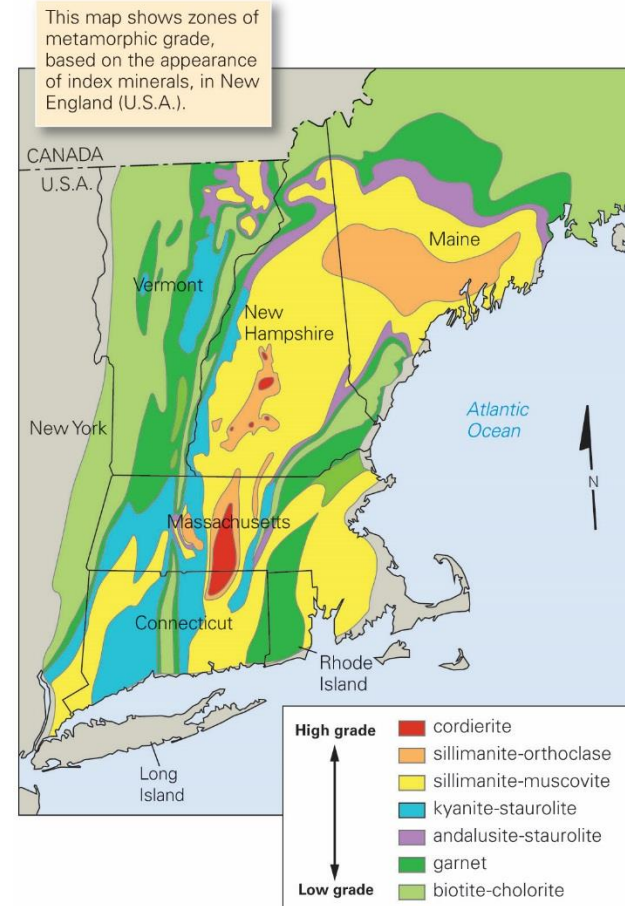 This map shows zones of
metamorphic grade,
based on the appearance
of index minerals, in New
England (U.S.A.).
CANADA
U.S.A.
Maine
Vermont
New
Hampshire
New York
Atlantic
Ocean
N
Massachusetts
Connecticut
Rhode
Island
Long
Island
High grade
Low grade
cordierite
sillimanite-orthoclase
sillimanite-muscovite
kyanite-staurolite
andalusite-staurolite
garnet
biotite-cholorite